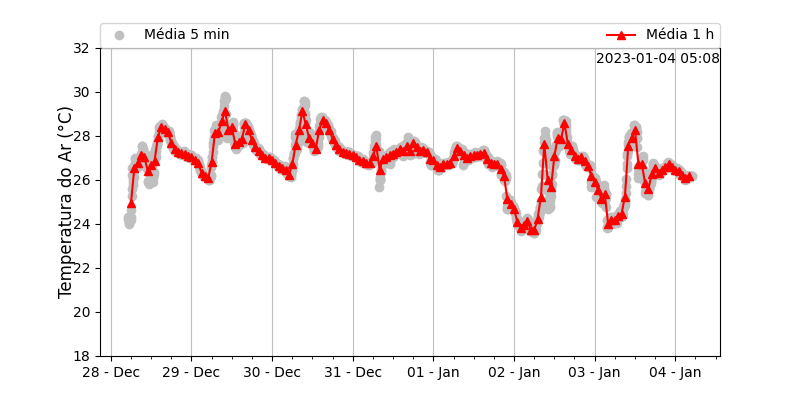 Média 5 min
Média 1 h
2023-01-04 05:08
Temperatura do Ar (°C)
32
30
28
26
24
22
20
18
28 - Dec
29 - Dec
30 - Dec
31 - Dec
01 - Jan
02 - Jan
03 - Jan
04 - Jan